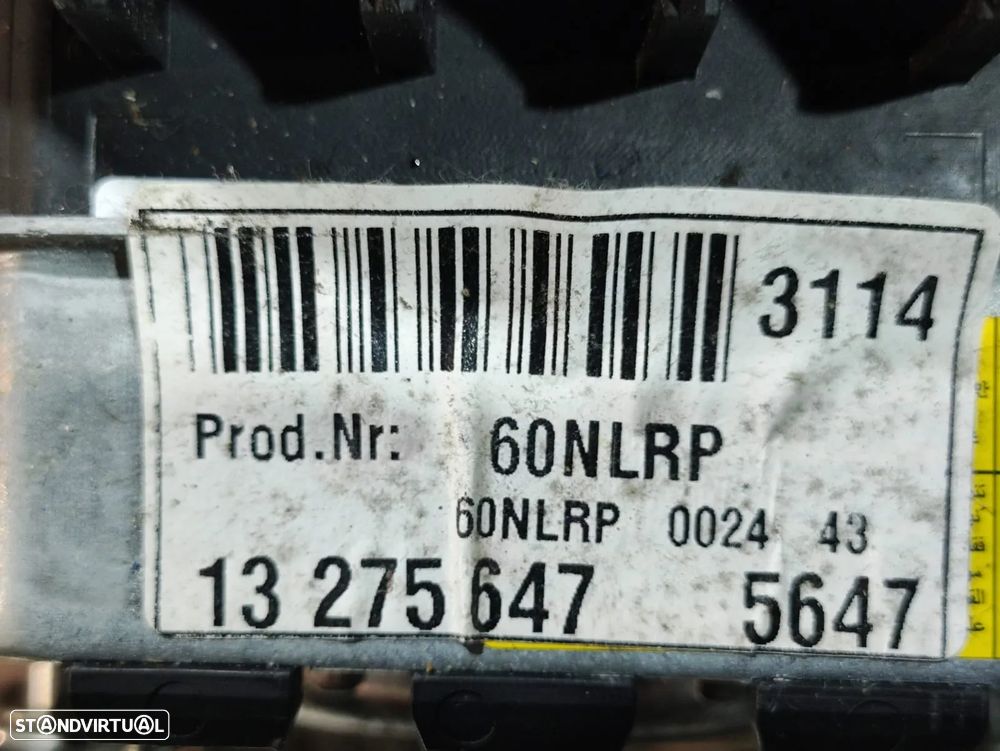 3114
Prod.Nr: 60NLRP
60NLRP 0024 43
13 275 647 5647
STANDVIRTUAL